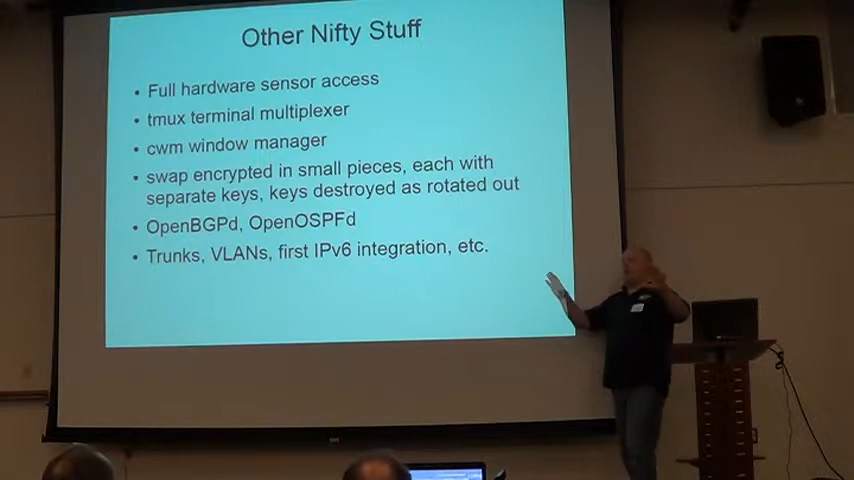 Other Nifty Stuff
• Full hardware sensor access
• tmux terminal multiplexer
• cwm window manager
• swap encrypted in small pieces, each with
separate keys, keys destroyed as rotated out
• OpenBGPd, OpenOSPFd
• Trunks, VLANs, first IPv6 integration, etc.